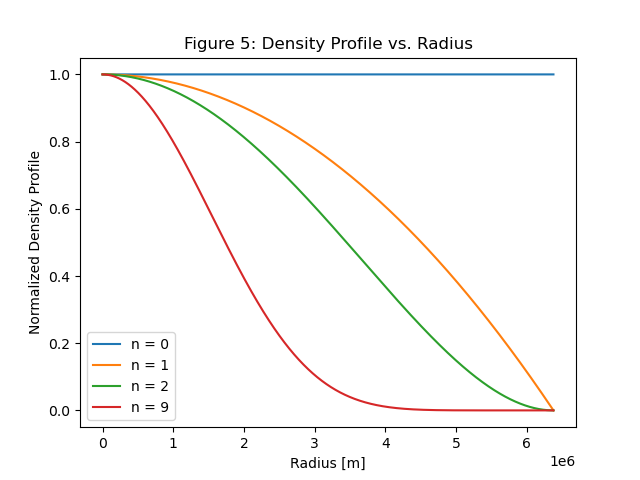 Figure 5: Density Profile vs. Radius
Normalized Density Profile
1.0
0.8
0.6
0.4
0.2
0.0
n = 0
n = 1
n = 2
n = 9
0 1 2 3 4 5 6
1e6
Radius [m]